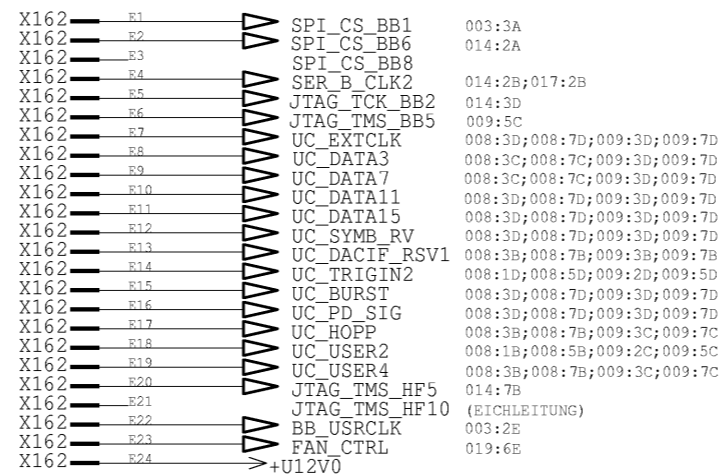 X162 E1 SPI_CS_BB1 003:3A
X162 E2 SPI_CS_BB6 014:2A
X162 E3 SPI_CS_BB8
X162 E4 SER_B_CLK2 014:2B;017:2B
X162 E5 JTAG_TCK_BB2 014:3D
X162 E6 JTAG_TMS_BB5 009:5C
X162 E7 UC_EXTCLK 008:3D;008:7D;009:3D;009:7D
X162 E8 UC_DATA3 008:3C;008:7C;009:3D;009:7D
X162 E9 UC_DATA7 008:3C;008:7C;009:3D;009:7D
X162 E10 UC_DATA11 008:3D;008:7D;009:3D;009:7D
X162 E11 UC_DATA15 008:3D;008:7D;009:3D;009:7D
X162 E12 UC_SYMB_RV 008:3D;008:7D;009:3D;009:7D
X162 E13 UC_DACIF_RSV1 008:3B;008:7B;009:3B;009:7B
X162 E14 UC_TRIGIN2 008:1D;008:5D;009:2D;009:5D
X162 E15 UC_BURST 008:3D;008:7D;009:3D;009:7D
X162 E16 UC_PD_SIG 008:3D;008:7D;009:3D;009:7D
X162 E17 UC_HOPP 008:3B;008:7B;009:3C;009:7C
X162 E18 UC_USER2 008:1B;008:5B;009:2C;009:5C
X162 E19 UC_USER4 008:3B;008:7B;009:3C;009:7C
X162 E20 JTAG_TMS_HF5 014:7B
X162 E21 JTAG_TMS_HF10 (EICHLEITUNG)
X162 E22 BB_USRCLK 003:2E
X162 E23 FAN_CTRL 019:6E
X162 E24 +U12V0